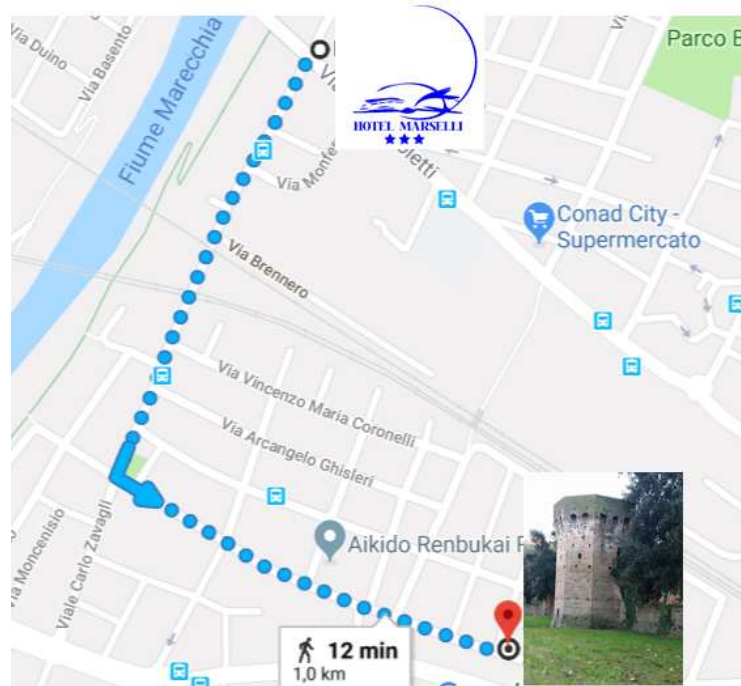 Via Duino
Via Basento
Fiume Marecchia
HOTEL MARSELLI
Parco B
Via Monfe
oletti
Conad City -
Supermercato
Via Brennero
Via Vincenzo Maria Coronelli
Via Arcangelo Ghisleri
Via Moncenisio
Viale Carlo Zavagli
Aikido Renbukai F
12 min
1,0 km